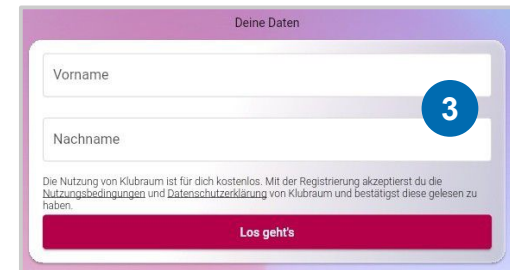 Deine Daten
Vorname
3
Nachname
Die Nutzung von Klubraum ist für dich kostenlos. Mit der Registrierung akzeptierst du die
Nutzungsbedingungen und Datenschutzerklärung von Klubraum und bestätigst diese gelesen zu
haben.
Los geht's